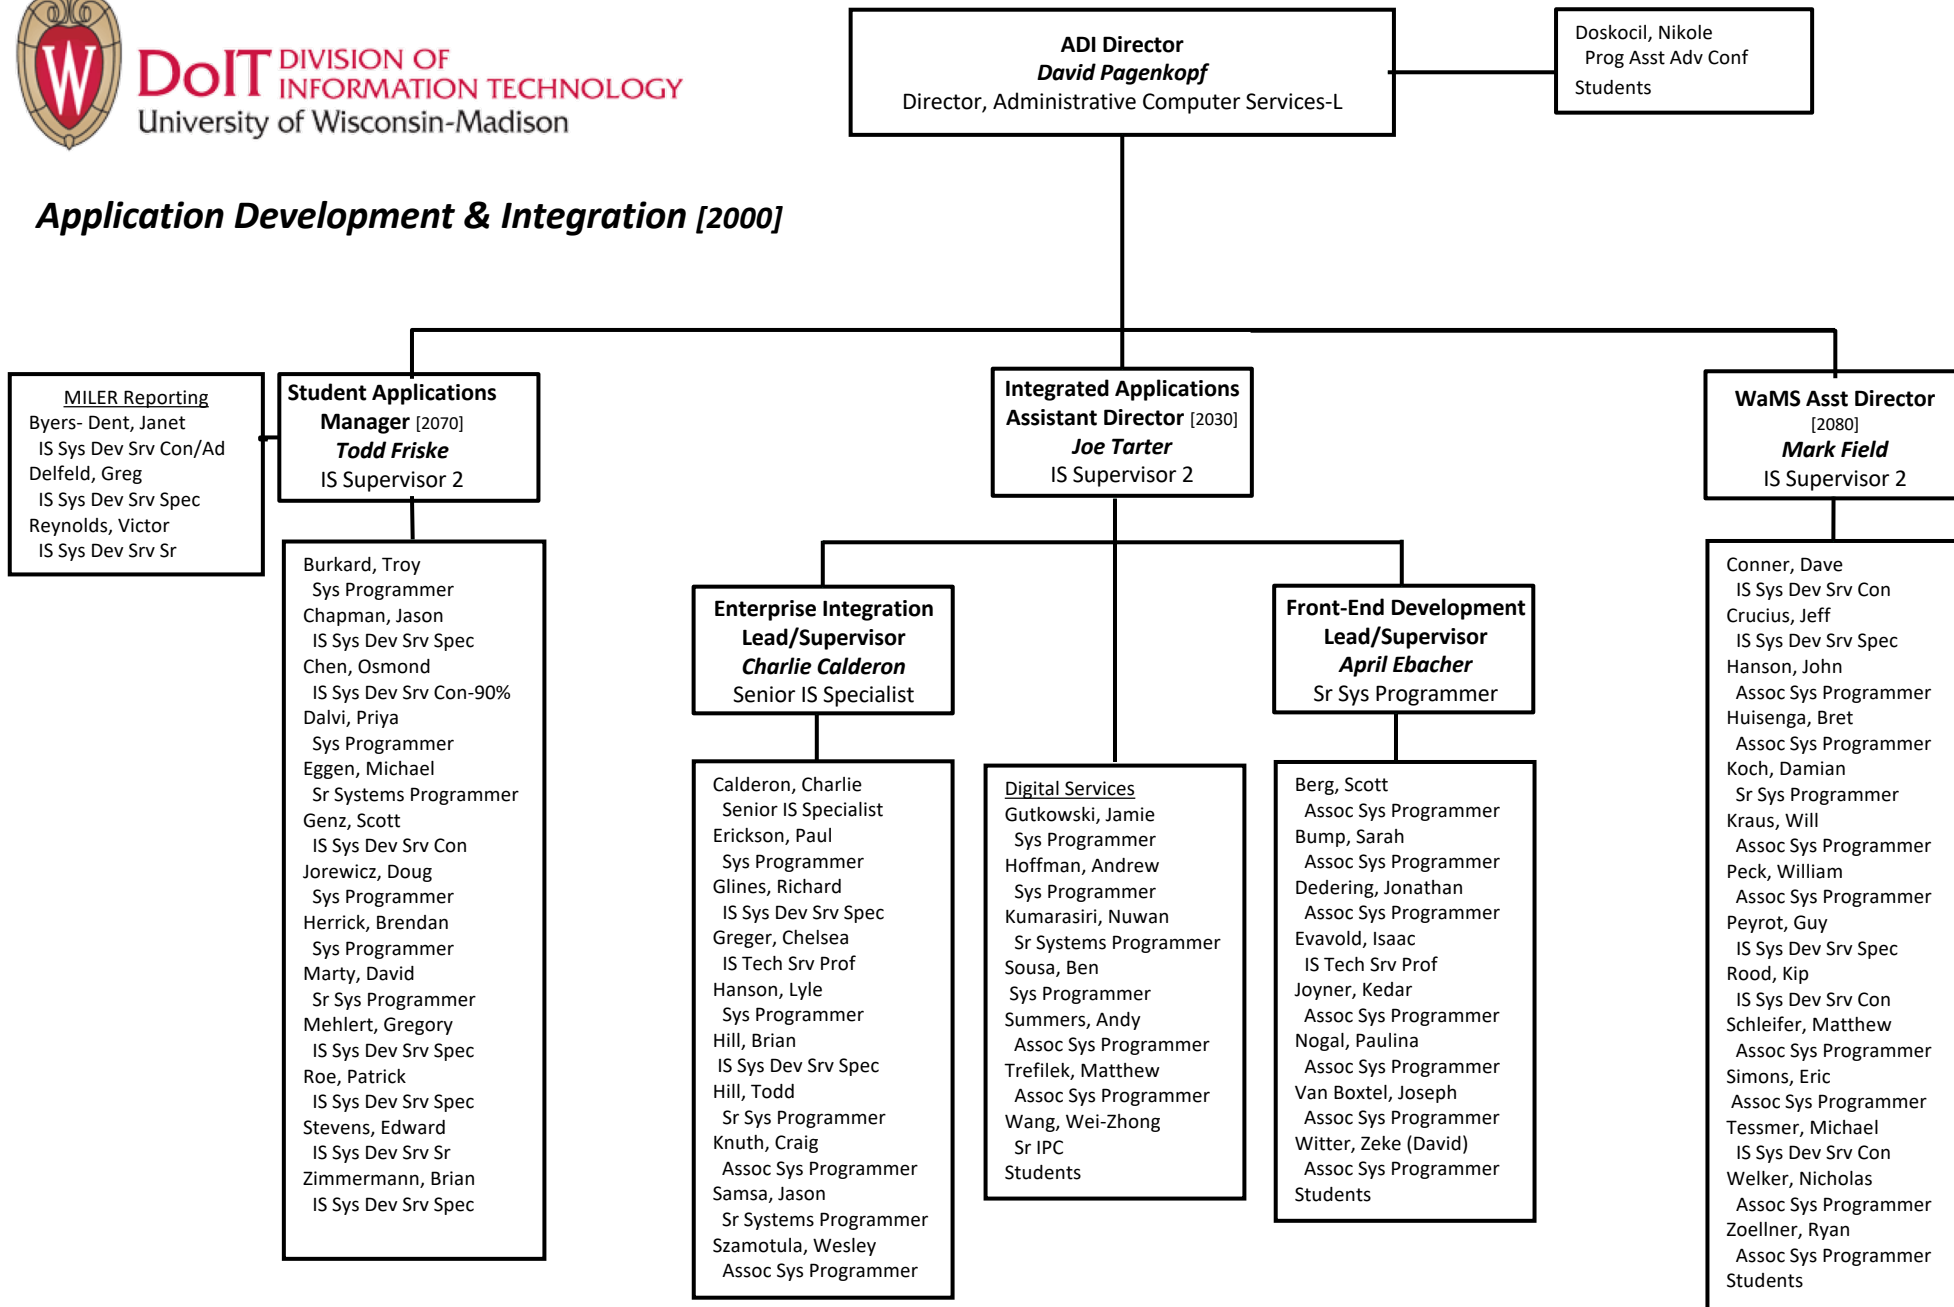 W
DoIT DIVISION OF
INFORMATION TECHNOLOGY
University of Wisconsin-Madison
Application Development & Integration [2000]
ADI Director
David Pagenkopf
Director, Administrative Computer Services-L
Doskocil, Nikole
Prog Asst Adv Conf
Students
MILER Reporting
Byers- Dent, Janet
IS Sys Dev Srv Con/Ad
Delfeld, Greg
IS Sys Dev Srv Spec
Reynolds, Victor
IS Sys Dev Srv Sr
Student Applications
Manager [2070]
Todd Friske
IS Supervisor 2
Burkard, Troy
Sys Programmer
Chapman, Jason
IS Sys Dev Srv Spec
Chen, Osmond
IS Sys Dev Srv Con-90%
Dalvi, Priya
Sys Programmer
Eggen, Michael
Sr Systems Programmer
Genz, Scott
IS Sys Dev Srv Con
Jorewicz, Doug
Sys Programmer
Herrick, Brendan
Sys Programmer
Marty, David
Sr Sys Programmer
Mehlert, Gregory
IS Sys Dev Srv Spec
Roe, Patrick
IS Sys Dev Srv Spec
Stevens, Edward
IS Sys Dev Srv Sr
Zimmermann, Brian
IS Sys Dev Srv Spec
Integrated Applications
Assistant Director [2030]
Joe Tarter
IS Supervisor 2
Enterprise Integration
Lead/Supervisor
Charlie Calderon
Senior IS Specialist
Calderon, Charlie
Senior IS Specialist
Erickson, Paul
Sys Programmer
Glines, Richard
IS Sys Dev Srv Spec
Greger, Chelsea
IS Tech Srv Prof
Hanson, Lyle
Sys Programmer
Hill, Brian
IS Sys Dev Srv Spec
Hill, Todd
Sr Sys Programmer
Knuth, Craig
Assoc Sys Programmer
Samsa, Jason
Sr Systems Programmer
Szamotula, Wesley
Assoc Sys Programmer
Digital Services
Gutkowski, Jamie
Sys Programmer
Hoffman, Andrew
Sys Programmer
Kumarasiri, Nuwan
Sr Systems Programmer
Sousa, Ben
Sys Programmer
Summers, Andy
Assoc Sys Programmer
Trefilek, Matthew
Assoc Sys Programmer
Wang, Wei-Zhong
Sr IPC
Students
Front-End Development
Lead/Supervisor
April Ebacher
Sr Sys Programmer
Berg, Scott
Assoc Sys Programmer
Bump, Sarah
Assoc Sys Programmer
Dedering, Jonathan
Assoc Sys Programmer
Evavold, Isaac
IS Tech Srv Prof
Joyner, Kedar
Assoc Sys Programmer
Nogal, Paulina
Assoc Sys Programmer
Van Boxtel, Joseph
Assoc Sys Programmer
Witter, Zeke (David)
Assoc Sys Programmer
Students
WaMS Asst Director
[2080]
Mark Field
IS Supervisor 2
Conner, Dave
IS Sys Dev Srv Con
Crucius, Jeff
IS Sys Dev Srv Spec
Hanson, John
Assoc Sys Programmer
Huisenga, Bret
Assoc Sys Programmer
Koch, Damian
Sr Sys Programmer
Kraus, Will
Assoc Sys Programmer
Peck, William
Assoc Sys Programmer
Peyrot, Guy
IS Sys Dev Srv Spec
Rood, Kip
IS Sys Dev Srv Con
Schleifer, Matthew
Assoc Sys Programmer
Simons, Eric
Assoc Sys Programmer
Tessmer, Michael
IS Sys Dev Srv Con
Welker, Nicholas
Assoc Sys Programmer
Zoellner, Ryan
Assoc Sys Programmer
Students